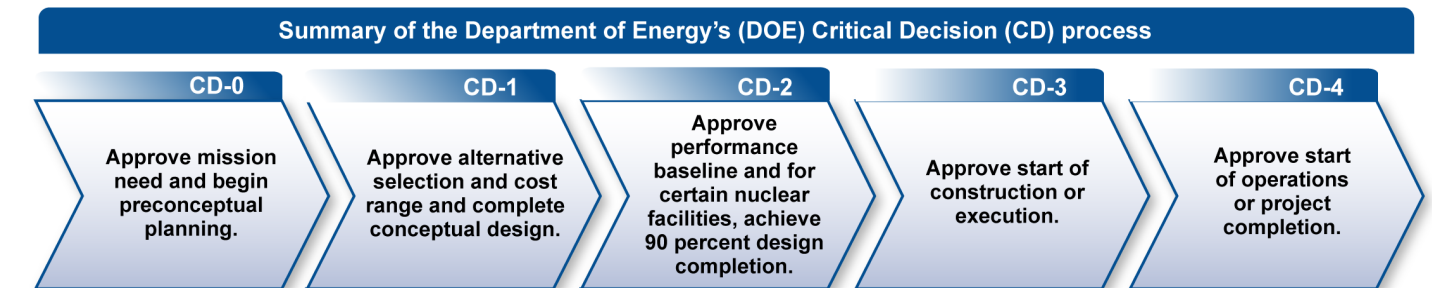 Summary of the Department of Energy's (DOE) Critical Decision (CD) process
CD-0
Approve mission
need and begin
preconceptual
planning.
CD-1
Approve alternative
selection and cost
range and complete
conceptual design.
CD-2
Approve
performance
baseline and for
certain nuclear
facilities, achieve
90 percent design
completion.
CD-3
Approve start of
construction or
execution.
CD-4
Approve start
of operations
or project
completion.